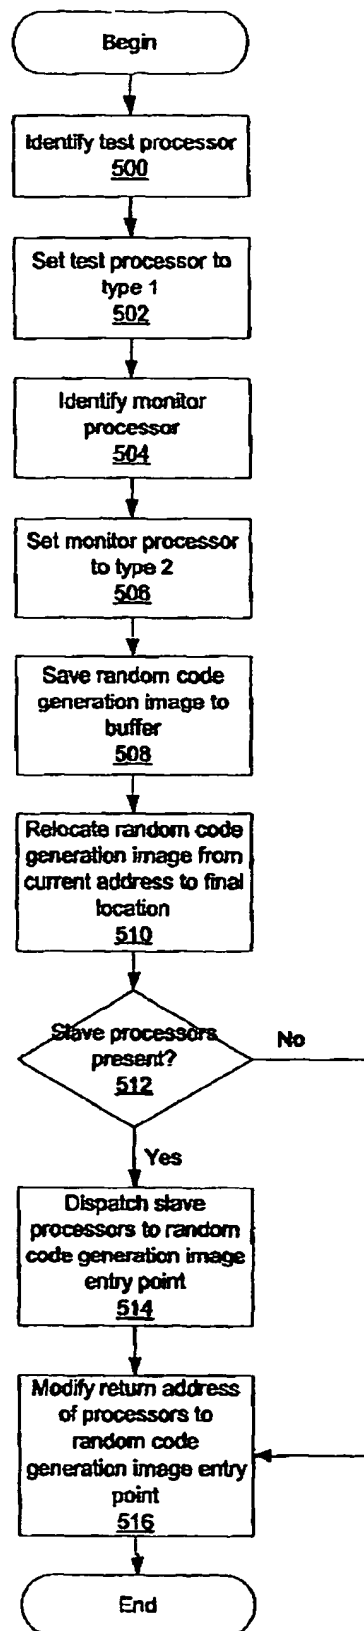 Begin
Identify test processor
500
Set test processor to
type 1
502
Identify monitor
processor
504
Set monitor processor
to type 2
506
Save random code
generation image to
buffer
508
Relocate random code
generation image from
current address to final
location
510
Slave processors
present?
512
No
Yes
Dispatch slave
processors to random
code generation image
entry point
514
Modify return address
of processors to
random code
generation image entry
point
516
End